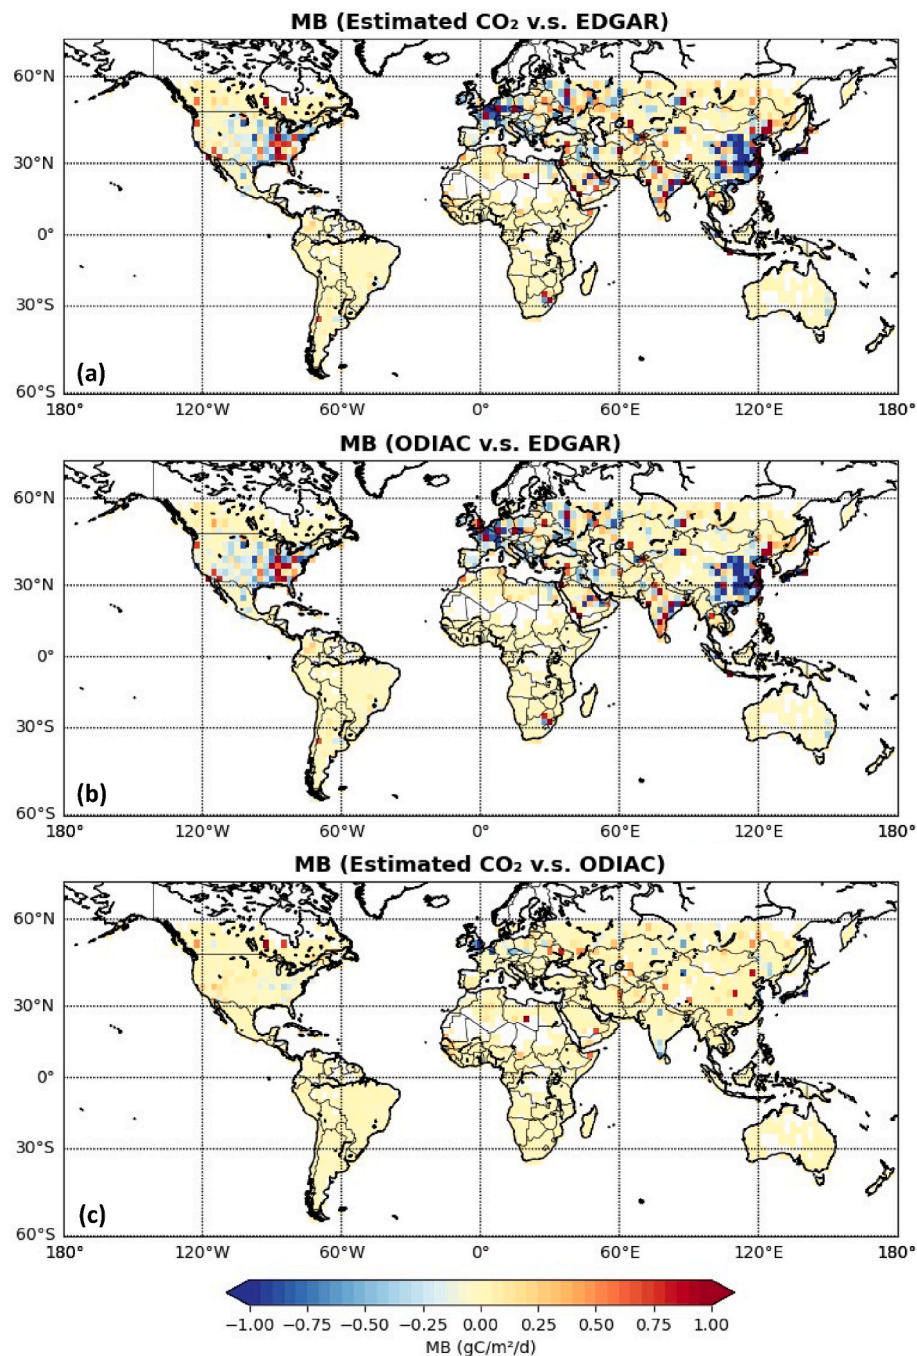 MB (Estimated CO₂ v.s. EDGAR)
60°N
30°N
0°
30°S
(a)
60°S
180° 120°W 60°W 0° 60°E 120°E 180°
MB (ODIAC v.s. EDGAR)
60°N
30°N
0°
30°S
(b)
60°S
180° 120°W 60°W 0° 60°E 120°E 180°
MB (Estimated CO₂ v.s. ODIAC)
60°N
30°N
0°
30°S
(c)
60°S
180° 120°W 60°W 0° 60°E 120°E 180°
−1.00 −0.75 −0.50 −0.25 0.00 0.25 0.50 0.75 1.00
MB (gC/m²/d)